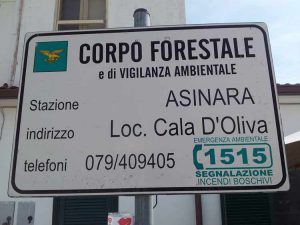 CORPO FORESTALE
e di VIGILANZA AMBIENTALE
Stazione ASINARA
indirizzo Loc. Cala D'Oliva
telefoni 079/409405
EMERGENZA AMBIENTALE
1515
SEGNALAZIONE
INCENDI BOSCHIVI